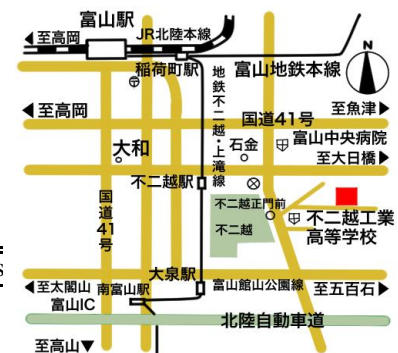 富山駅
◀至高岡
JR北陸本線
稲荷町駅
地鉄不二越・上滝線
富山地鉄本線
N
◀至高岡
国道41号
至魚津▶
大和
石金
富山中央病院
至大日橋▶
不二越駅
国道41号
不二越正門前
不二越
不二越工業
高等学校
大泉駅
S
◀至太閤山
南富山駅
富山館山公園線
至五百石▶
富山IC
北陸自動車道
至高山▼